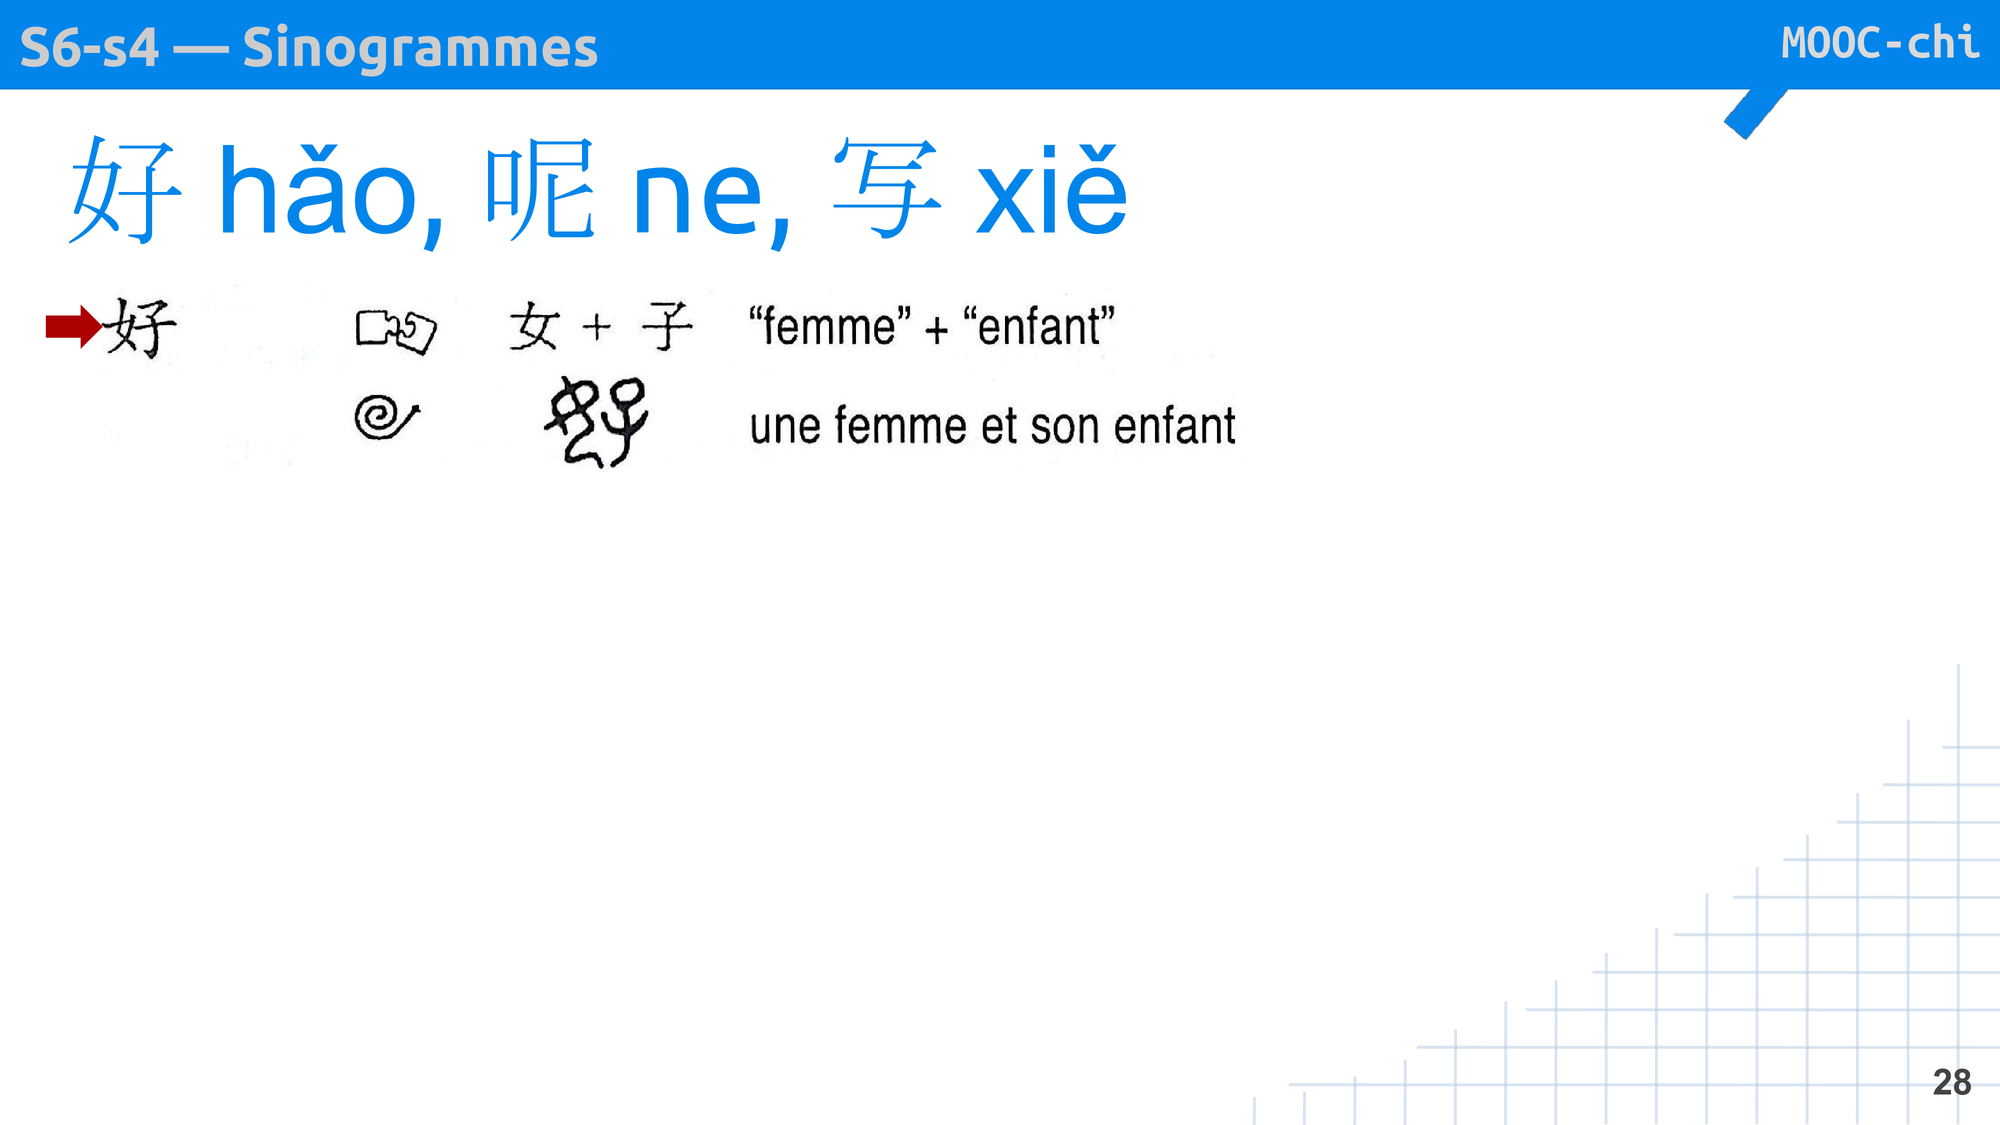 S6-s4 — Sinogrammes
MOOC-chi
好 hǎo, 呢 ne, 写 xiě
好 女 + 子 “femme” + “enfant”
une femme et son enfant
28